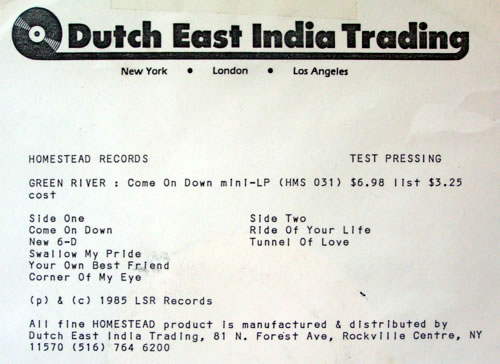 Dutch East India Trading
New York • London • Los Angeles
HOMESTEAD RECORDS TEST PRESSING
GREEN RIVER : Come On Down mini-LP (HMS 031) $6.98 list $3.25
cost
Side One Side Two
Come On Down Ride Of Your Life
New 6-D Tunnel Of Love
Swallow My Pride
Your Own Best Friend
Corner Of My Eye
(p) & (c) 1985 LSR Records
All fine HOMESTEAD product is manufactured & distributed by
Dutch East India Trading, 81 N. Forest Ave, Rockville Centre, NY
11570 (516) 764 6200